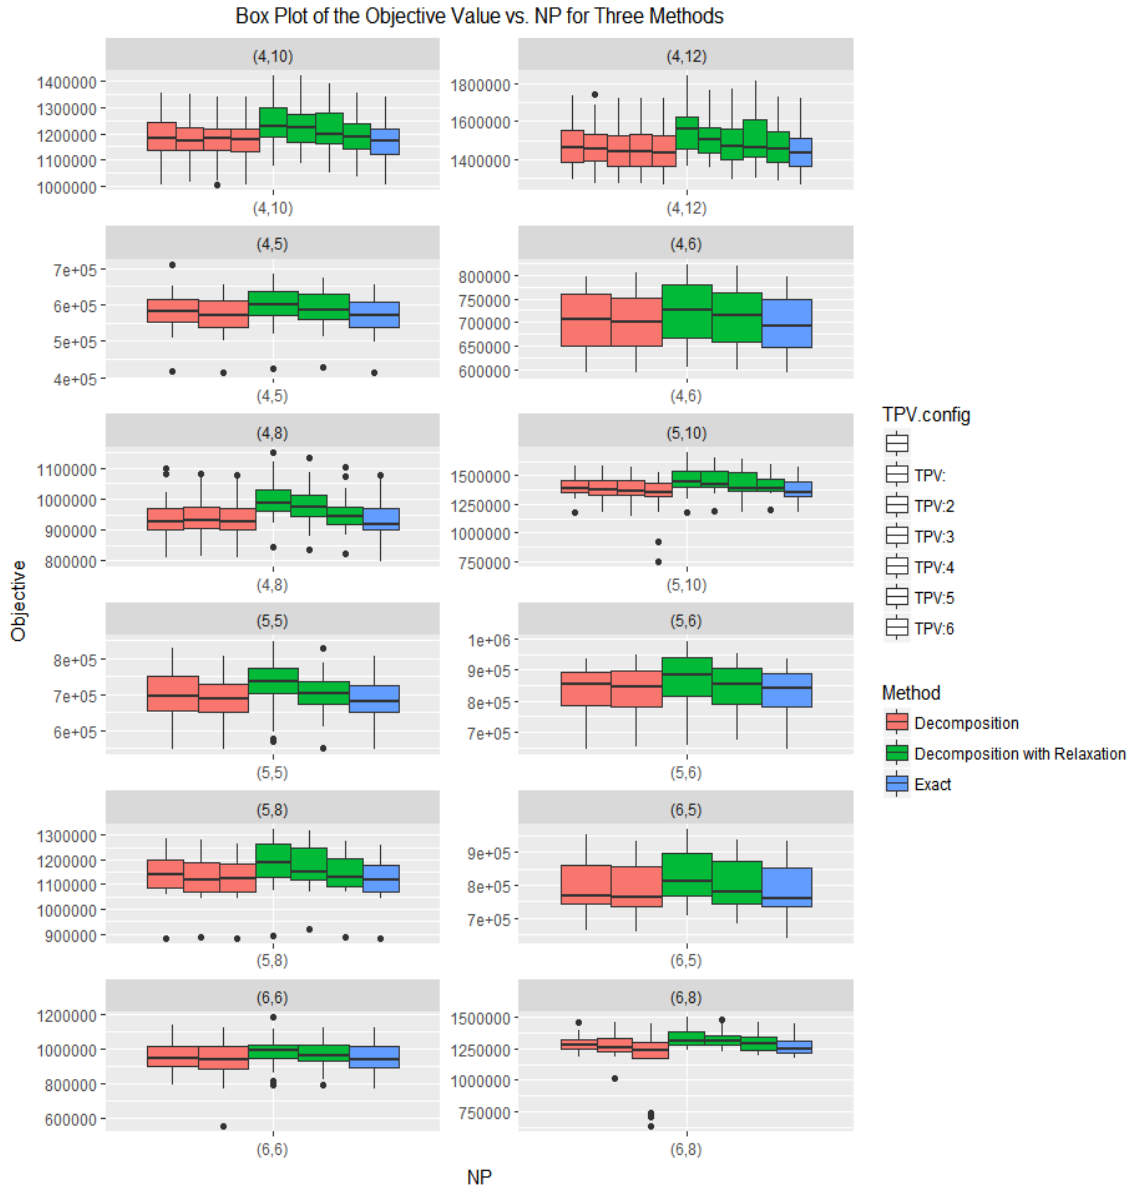 Box Plot of the Objective Value vs. NP for Three Methods
(4,10)
1400000
1300000
1200000
1100000
1000000
(4,10)
(4,12)
1800000
1600000
1400000
(4,12)
(4,5)
7e+05
6e+05
5e+05
4e+05
(4,5)
(4,6)
800000
750000
700000
650000
600000
(4,6)
(4,8)
1100000
1000000
900000
800000
(4,8)
(5,10)
1500000
1250000
1000000
750000
(5,10)
(5,5)
8e+05
7e+05
6e+05
(5,5)
(5,6)
1e+06
9e+05
8e+05
7e+05
(5,6)
(5,8)
1300000
1200000
1100000
1000000
900000
(5,8)
(6,5)
9e+05
8e+05
7e+05
(6,5)
(6,6)
1200000
1000000
800000
600000
(6,6)
(6,8)
1500000
1250000
1000000
750000
(6,8)
Objective
NP
TPV.config
TPV:
TPV:2
TPV:3
TPV:4
TPV:5
TPV:6
Method
Decomposition
Decomposition with Relaxation
Exact